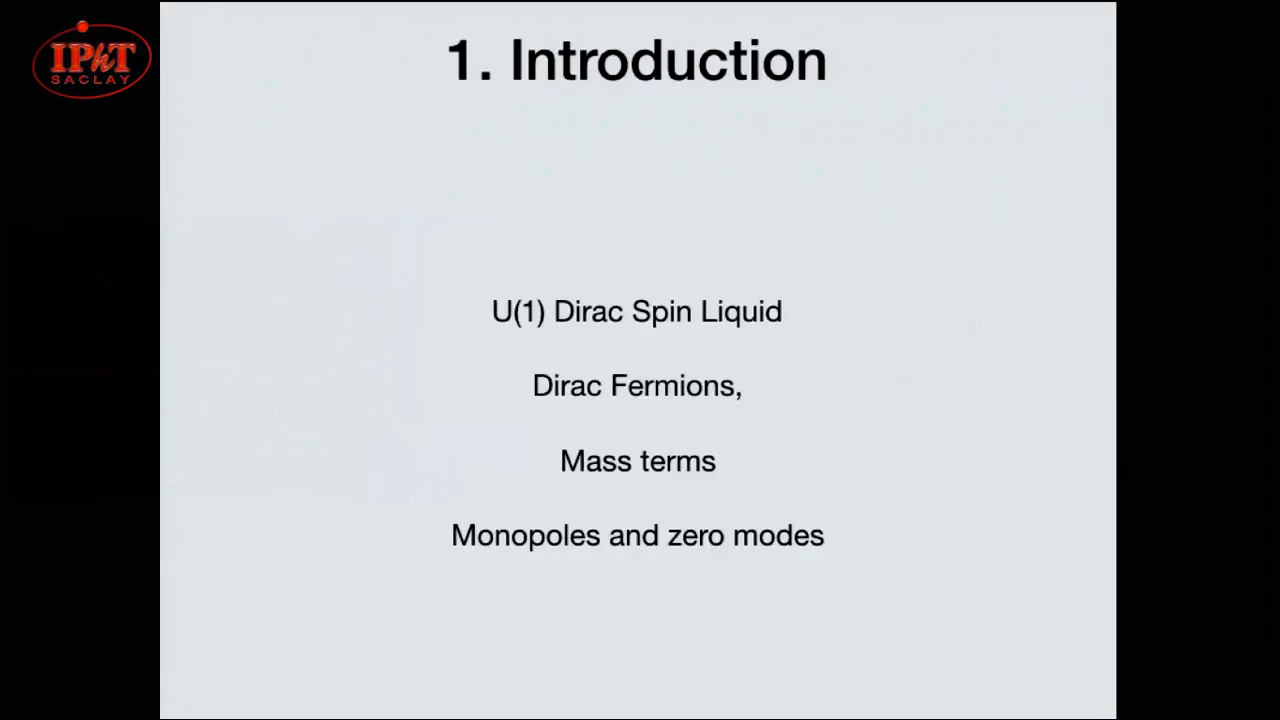 IPhT
SACLAY
1. Introduction
U(1) Dirac Spin Liquid
Dirac Fermions,
Mass terms
Monopoles and zero modes